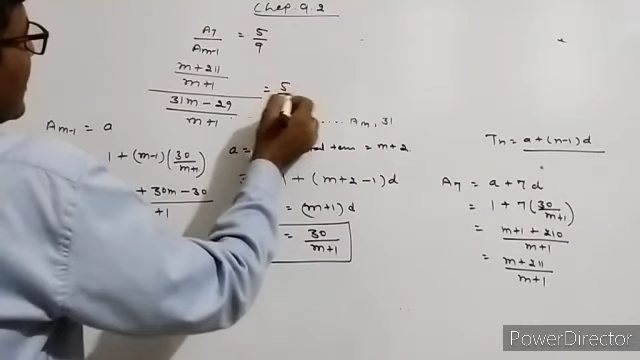 Chep. 9.2
A7 / Am-1 = 5/9
(m + 211 / m+1) / (31m - 29 / m+1) = 5
..... Am, 31
Am-1 = a
1 + (m-1)(30/m+1)
+ 30m - 30 / +1
a = term = m+2
1 + (m+2-1)d
= (m+1)d
= 30/m+1
Tn = a+(n-1)d
A7 = a+7d
= 1 + 7(30/m+1)
= m+1 + 210 / m+1
= m + 211 / m+1
PowerDirector